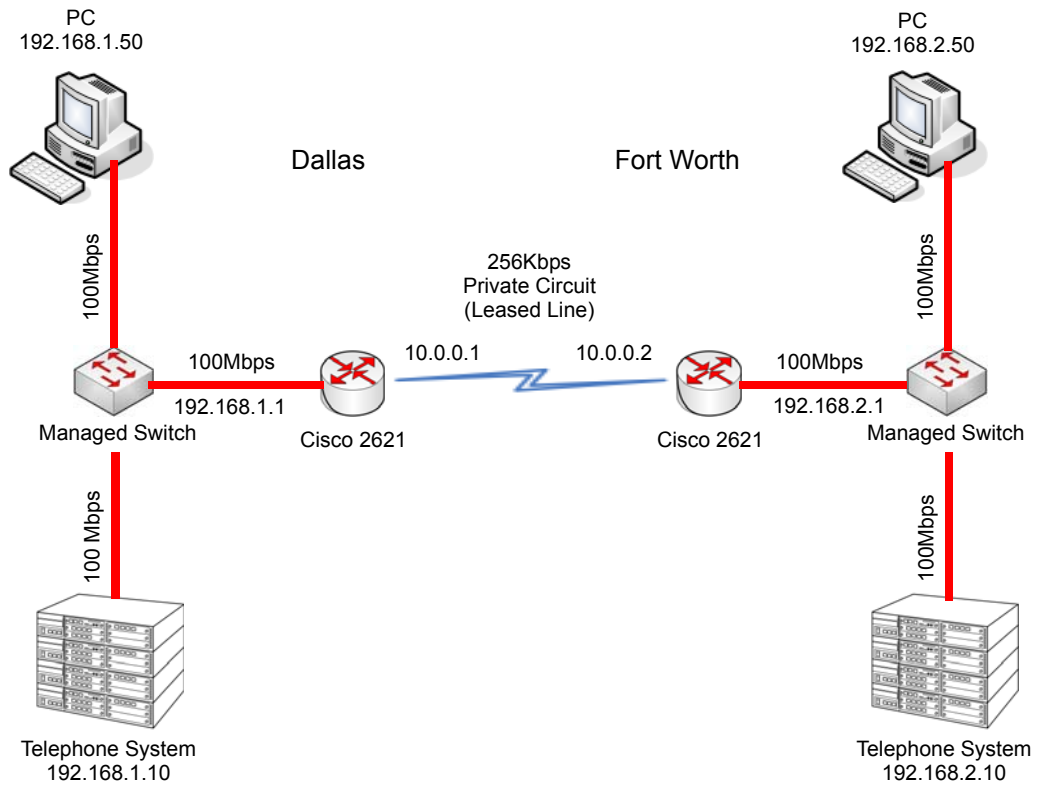 PC
192.168.1.50
PC
192.168.2.50
Dallas
Fort Worth
100Mbps
256Kbps
Private Circuit
(Leased Line)
100Mbps
100Mbps
10.0.0.1
10.0.0.2
100Mbps
192.168.1.1
192.168.2.1
Managed Switch
Cisco 2621
Cisco 2621
Managed Switch
100 Mbps
100Mbps
Telephone System
192.168.1.10
Telephone System
192.168.2.10